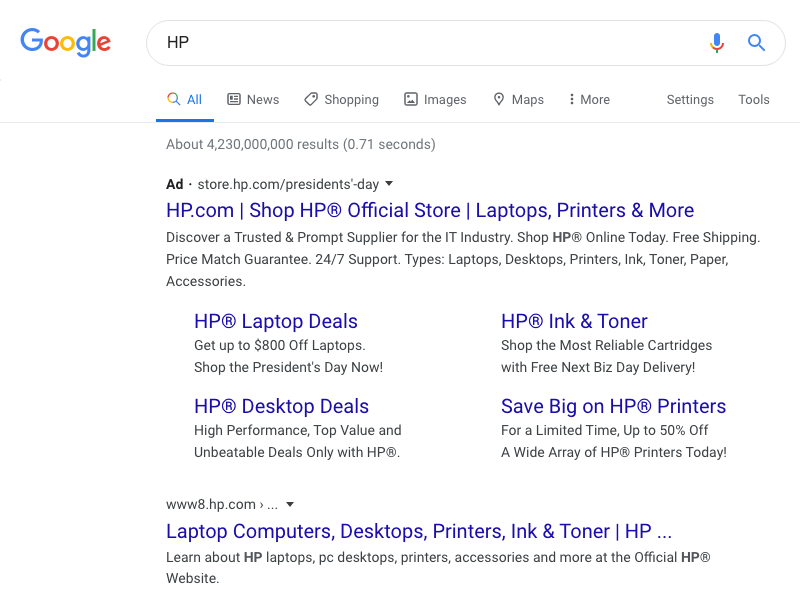 Google
HP
All News Shopping Images Maps More Settings Tools
About 4,230,000,000 results (0.71 seconds)
Ad · store.hp.com/presidents'-day
HP.com | Shop HP® Official Store | Laptops, Printers & More
Discover a Trusted & Prompt Supplier for the IT Industry. Shop HP® Online Today. Free Shipping.
Price Match Guarantee. 24/7 Support. Types: Laptops, Desktops, Printers, Ink, Toner, Paper,
Accessories.
HP® Laptop Deals
Get up to $800 Off Laptops.
Shop the President's Day Now!
HP® Ink & Toner
Shop the Most Reliable Cartridges
with Free Next Biz Day Delivery!
HP® Desktop Deals
High Performance, Top Value and
Unbeatable Deals Only with HP®.
Save Big on HP® Printers
For a Limited Time, Up to 50% Off
A Wide Array of HP® Printers Today!
www8.hp.com › ...
Laptop Computers, Desktops, Printers, Ink & Toner | HP ...
Learn about HP laptops, pc desktops, printers, accessories and more at the Official HP®
Website.